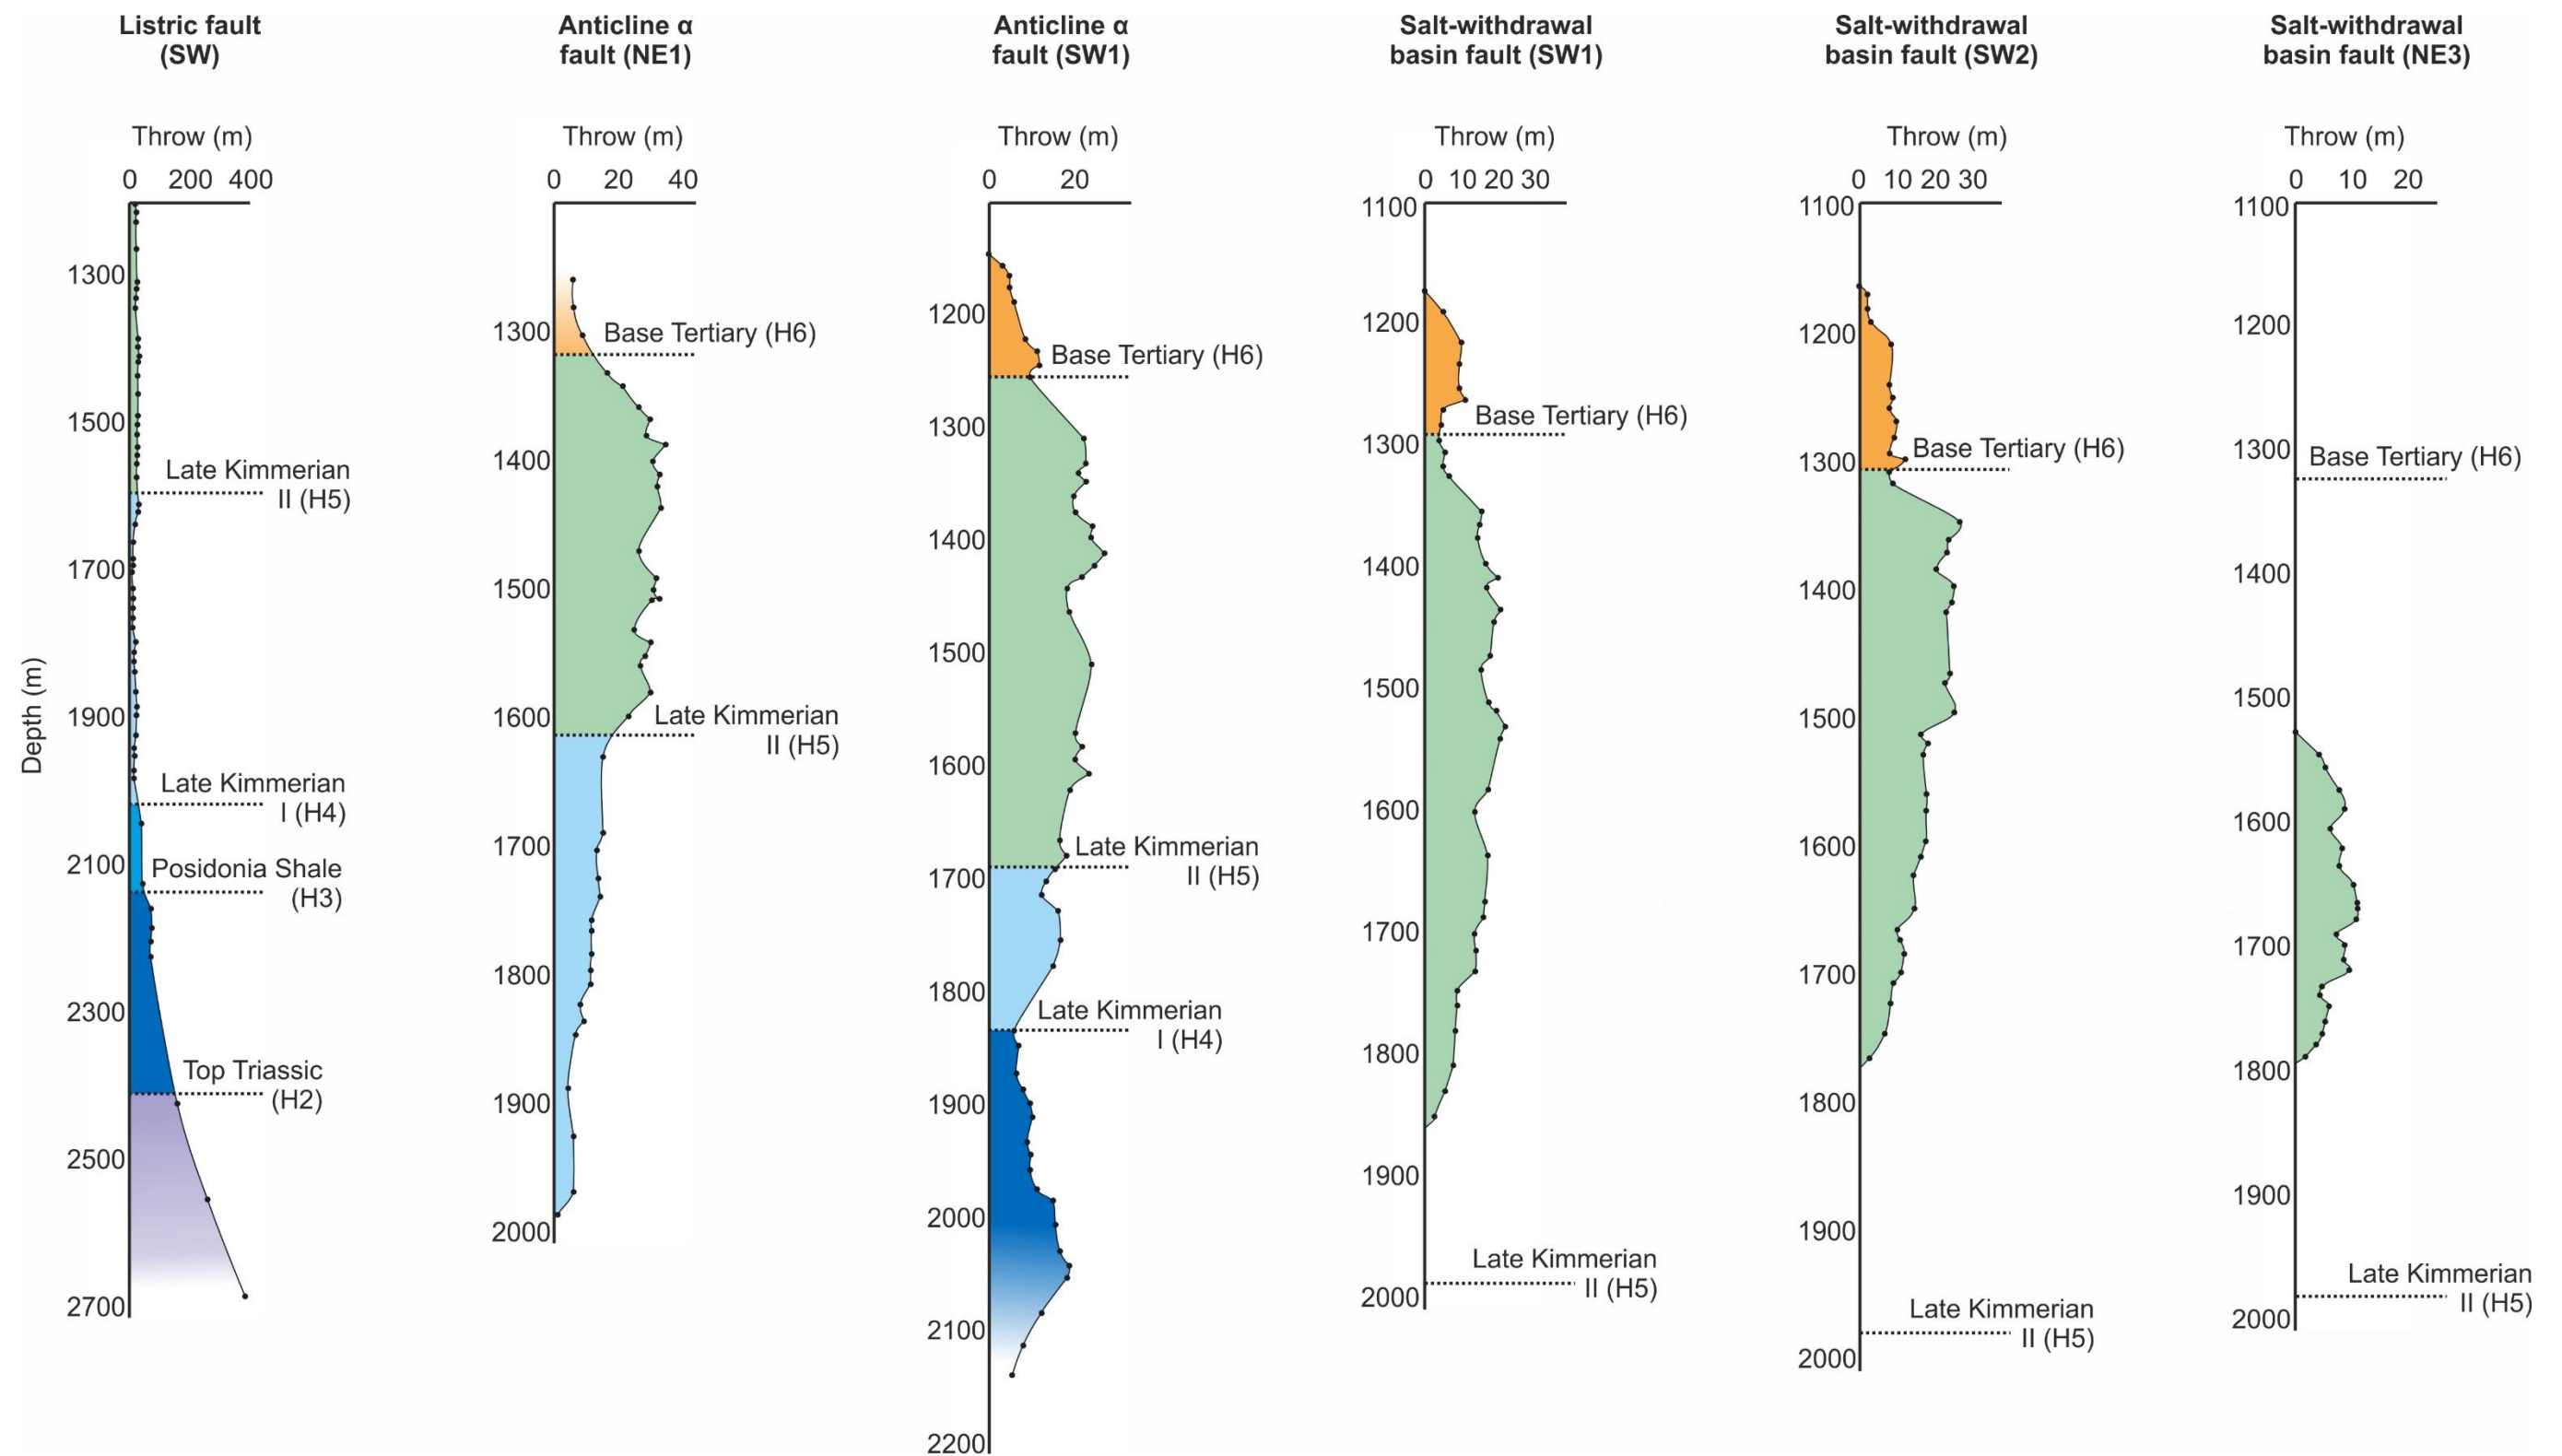 Listric fault
(SW)
Throw (m)
0 200 400
1300
1500
1700
1900
2100
2300
2500
2700
Depth (m)
Late Kimmerian
II (H5)
Late Kimmerian
I (H4)
Posidonia Shale
(H3)
Top Triassic
(H2)
Anticline α
fault (NE1)
Throw (m)
0 20 40
1300
1400
1500
1600
1700
1800
1900
2000
Base Tertiary (H6)
Late Kimmerian
II (H5)
Anticline α
fault (SW1)
Throw (m)
0 20
1200
1300
1400
1500
1600
1700
1800
1900
2000
2100
2200
Base Tertiary (H6)
Late Kimmerian
II (H5)
Late Kimmerian
I (H4)
Salt-withdrawal
basin fault (SW1)
Throw (m)
0 10 20 30
1100
1200
1300
1400
1500
1600
1700
1800
1900
2000
Base Tertiary (H6)
Late Kimmerian
II (H5)
Salt-withdrawal
basin fault (SW2)
Throw (m)
0 10 20 30
1100
1200
1300
1400
1500
1600
1700
1800
1900
2000
Base Tertiary (H6)
Late Kimmerian
II (H5)
Salt-withdrawal
basin fault (NE3)
Throw (m)
0 10 20
1100
1200
1300
1400
1500
1600
1700
1800
1900
2000
Base Tertiary (H6)
Late Kimmerian
II (H5)